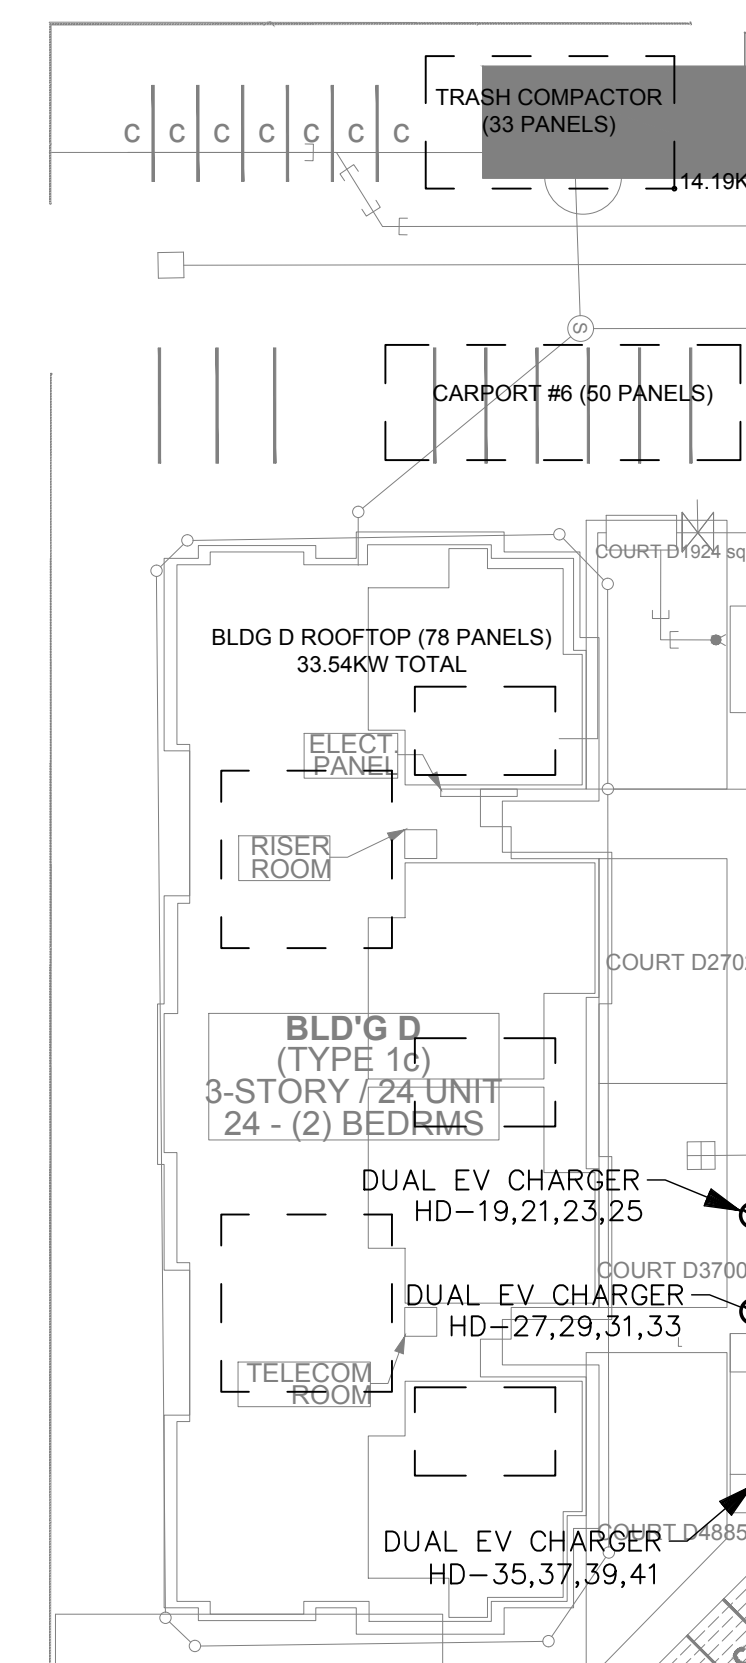 TRASH COMPACTOR
(33 PANELS)
C C C C C C C
14.19K
S
CARPORT #6 (50 PANELS)
COURT D1924 sq
BLDG D ROOFTOP (78 PANELS)
33.54KW TOTAL
ELECT.
PANEL
RISER
ROOM
COURT D2702
BLD'G D
(TYPE 1c)
3-STORY / 24 UNIT
24 - (2) BEDRMS
DUAL EV CHARGER
HD-19,21,23,25
COURT D3700
DUAL EV CHARGER
HD-27,29,31,33
TELECOM
ROOM
COURT D4885
DUAL EV CHARGER
HD-35,37,39,41